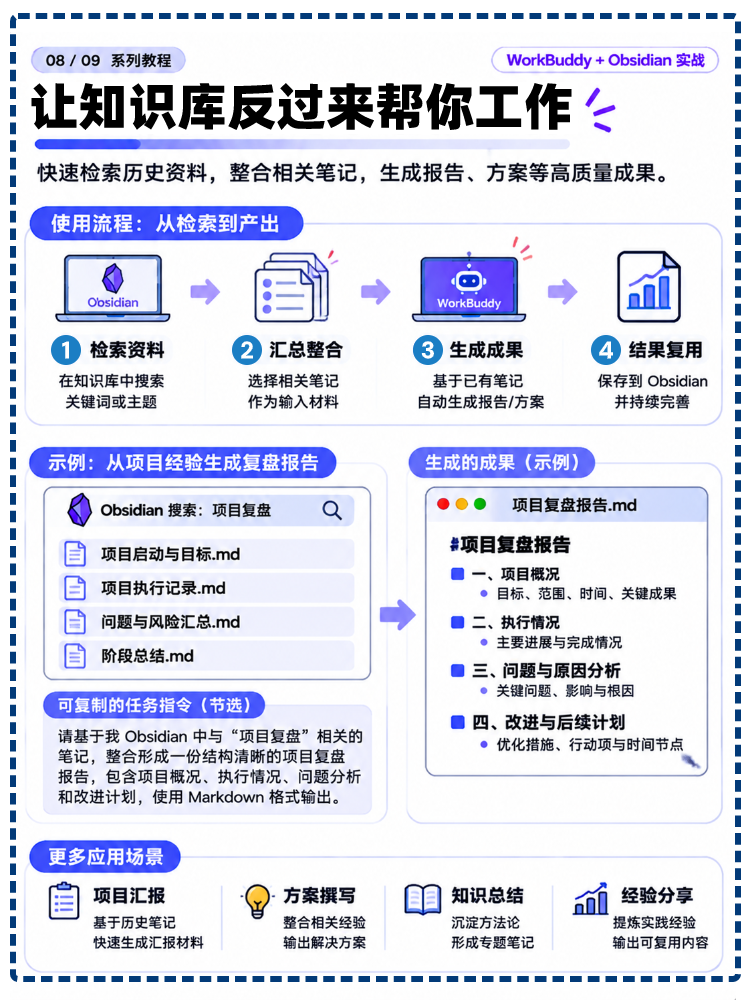 08 / 09 系列教程
WorkBuddy + Obsidian 实战
让知识库反过来帮你工作
快速检索历史资料，整合相关笔记，生成报告、方案等高质量成果。
使用流程：从检索到产出
Obsidian
WorkBuddy
1 检索资料
在知识库中搜索
关键词或主题
2 汇总整合
选择相关笔记
作为输入材料
3 生成成果
基于已有笔记
自动生成报告/方案
4 结果复用
保存到 Obsidian
并持续完善
示例：从项目经验生成复盘报告
Obsidian 搜索：项目复盘
项目启动与目标.md
项目执行记录.md
问题与风险汇总.md
阶段总结.md
可复制的任务指令（节选）
请基于我 Obsidian 中与“项目复盘”相关的
笔记，整合形成一份结构清晰的项目复盘
报告，包含项目概况、执行情况、问题分析
和改进计划，使用 Markdown 格式输出。
生成的成果（示例）
项目复盘报告.md
#项目复盘报告
一、项目概况
目标、范围、时间、关键成果
二、执行情况
主要进展与完成情况
三、问题与原因分析
关键问题、影响与根因
四、改进与后续计划
优化措施、行动项与时间节点
更多应用场景
项目汇报
基于历史笔记
快速生成汇报材料
方案撰写
整合相关经验
输出解决方案
知识总结
沉淀方法论
形成专题笔记
经验分享
提炼实践经验
输出可复用内容